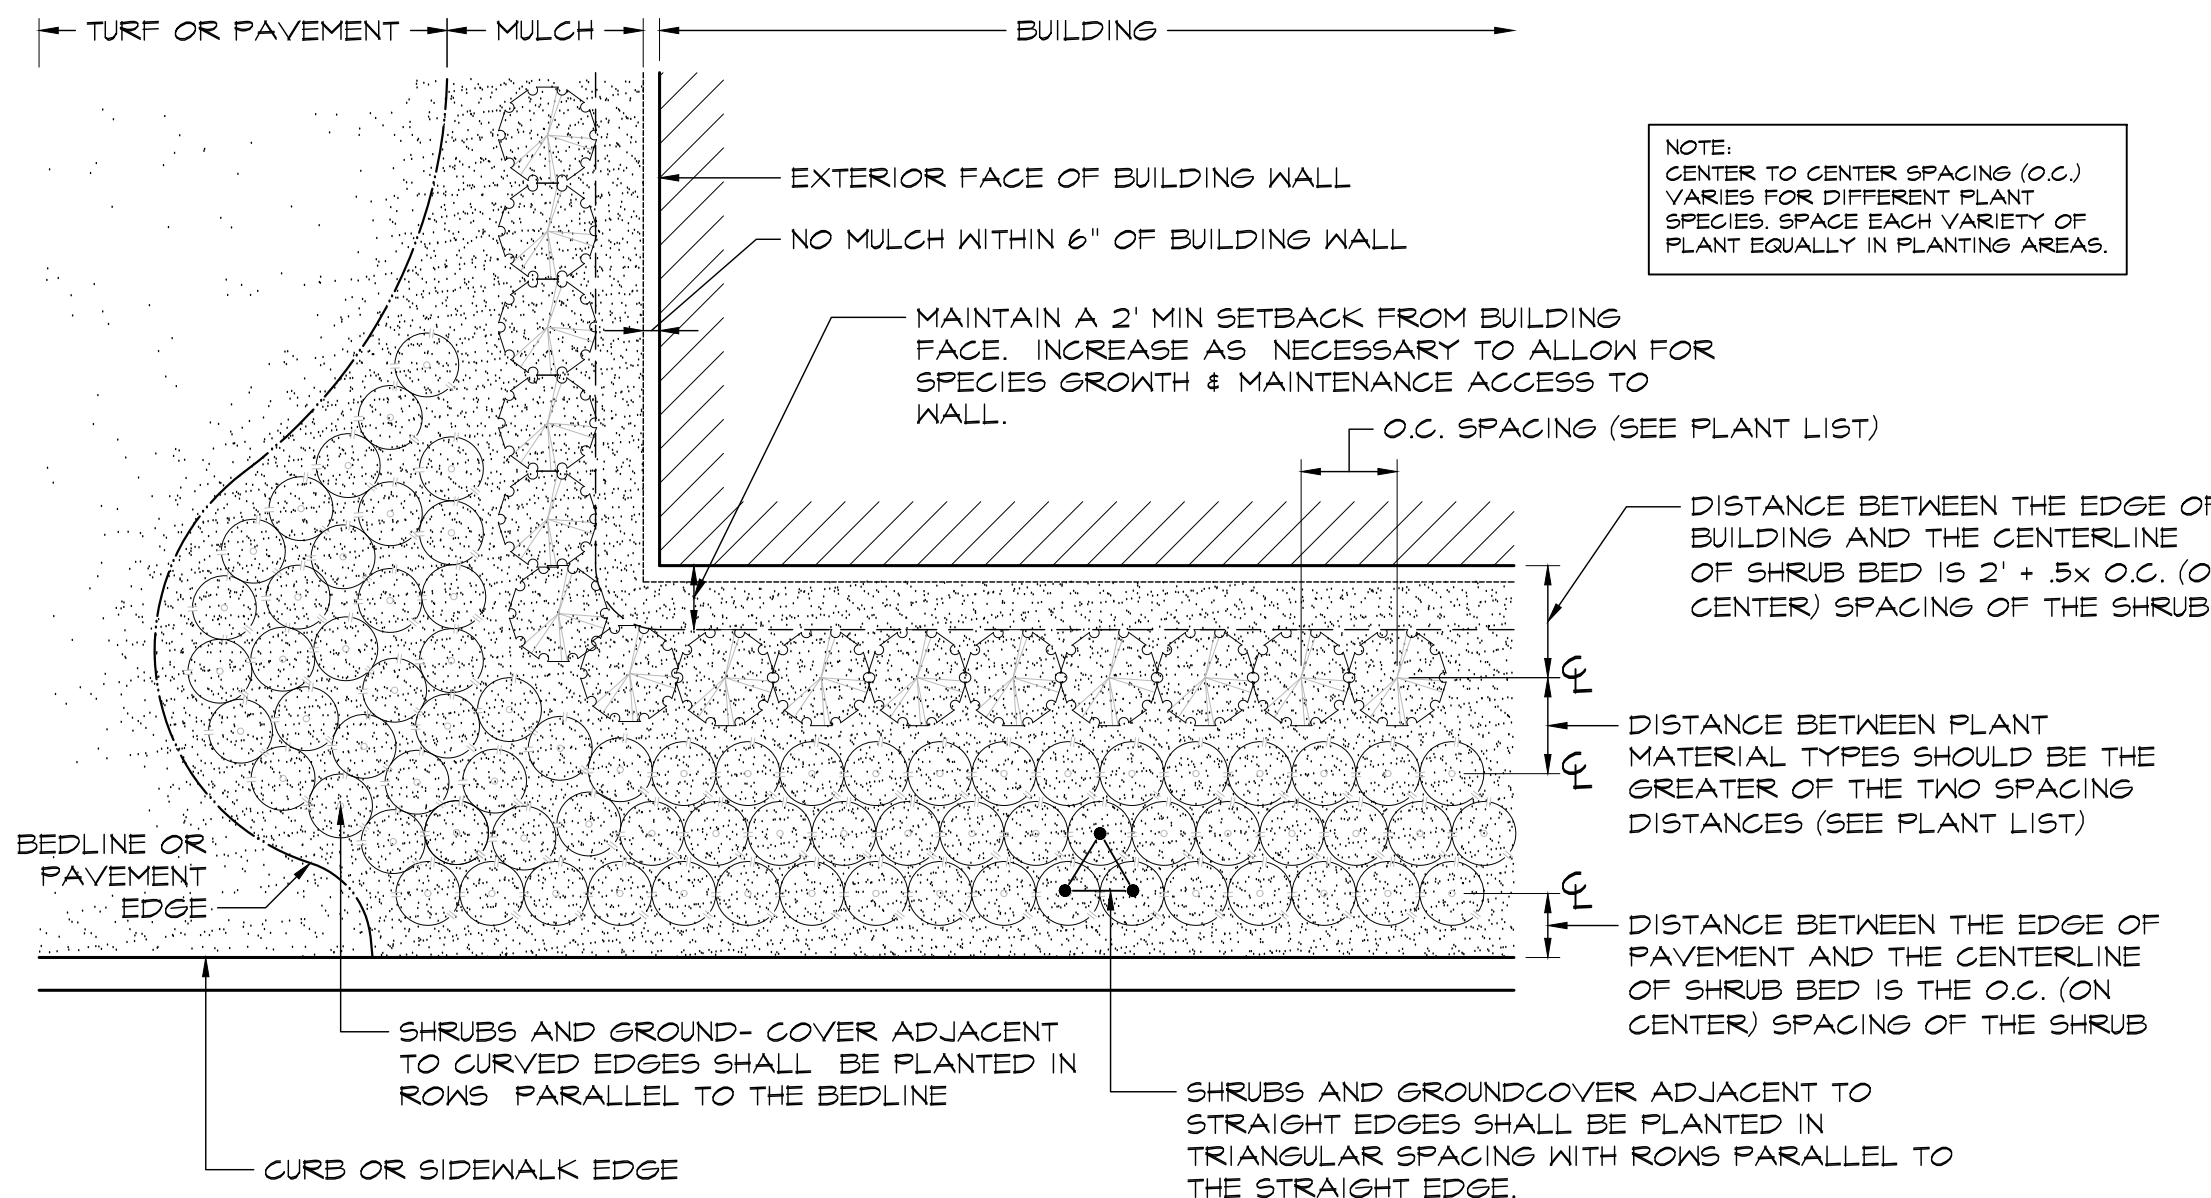 TURF OR PAVEMENT
MULCH
BUILDING
NOTE:
CENTER TO CENTER SPACING (O.C.)
VARIES FOR DIFFERENT PLANT
SPECIES. SPACE EACH VARIETY OF
PLANT EQUALLY IN PLANTING AREAS.
EXTERIOR FACE OF BUILDING WALL
NO MULCH WITHIN 6" OF BUILDING WALL
MAINTAIN A 2' MIN SETBACK FROM BUILDING
FACE. INCREASE AS NECESSARY TO ALLOW FOR
SPECIES GROWTH & MAINTENANCE ACCESS TO
WALL.
O.C. SPACING (SEE PLANT LIST)
DISTANCE BETWEEN THE EDGE OF
BUILDING AND THE CENTERLINE
OF SHRUB BED IS 2' + .5x O.C. (O
CENTER) SPACING OF THE SHRUB
℄
DISTANCE BETWEEN PLANT
MATERIAL TYPES SHOULD BE THE
GREATER OF THE TWO SPACING
DISTANCES (SEE PLANT LIST)
℄
BEDLINE OR
PAVEMENT
EDGE
℄
DISTANCE BETWEEN THE EDGE OF
PAVEMENT AND THE CENTERLINE
OF SHRUB BED IS THE O.C. (ON
CENTER) SPACING OF THE SHRUB
SHRUBS AND GROUND- COVER ADJACENT
TO CURVED EDGES SHALL BE PLANTED IN
ROWS PARALLEL TO THE BEDLINE
SHRUBS AND GROUNDCOVER ADJACENT TO
STRAIGHT EDGES SHALL BE PLANTED IN
TRIANGULAR SPACING WITH ROWS PARALLEL TO
THE STRAIGHT EDGE.
CURB OR SIDEWALK EDGE